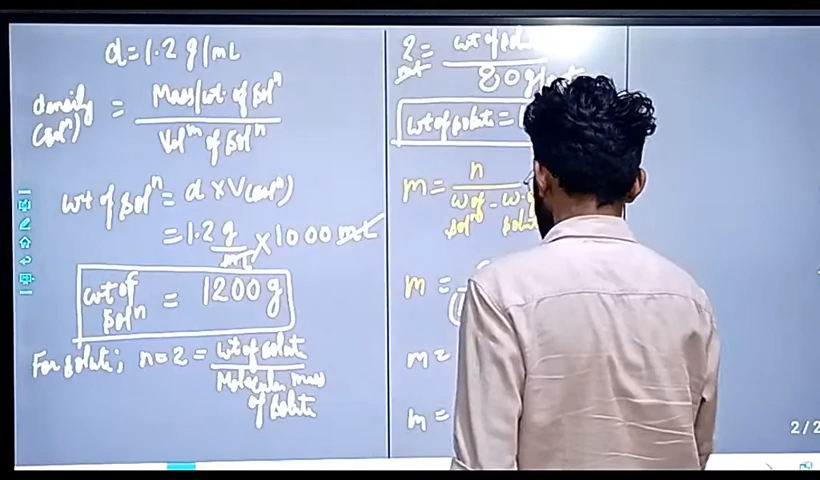 d = 1.2 g/mL
density (solⁿ) = Mass/wt. of solⁿ / Volᵐ of solⁿ
wt of solⁿ = d x V(solⁿ)
= 1.2 g/mL x 1000 mL
wt of solⁿ = 1200 g
For solute; n = 2 = wt of solute / Molecular mass of solute
2 = wt of / 80 g
wt of solute =
m = n / w of solⁿ - w. of solute
m =
m =
m =
2/2